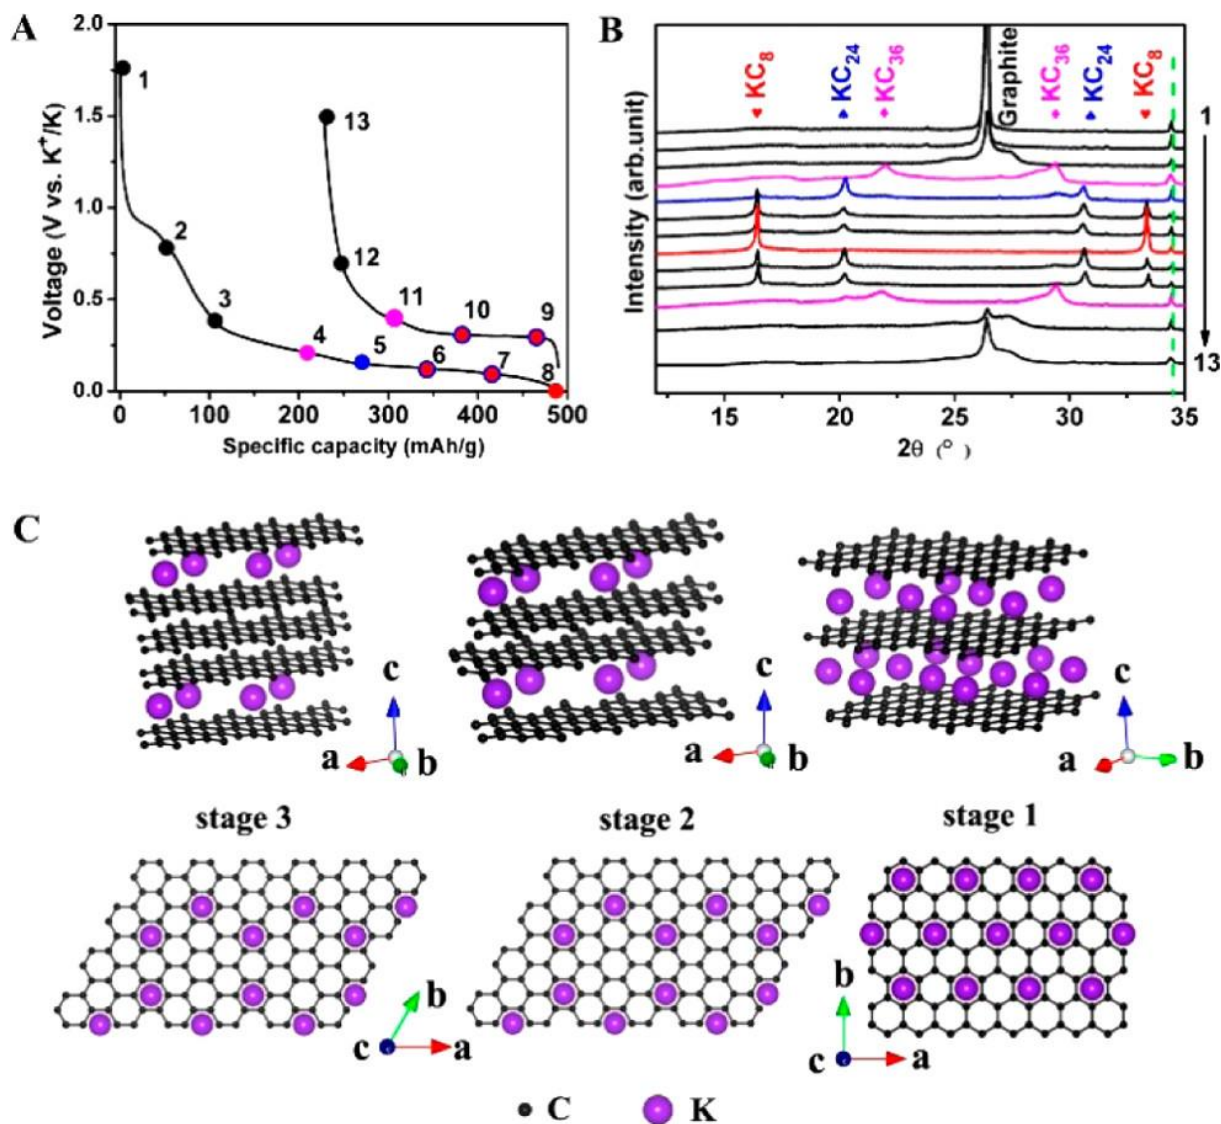 A
Voltage (V vs. K⁺/K)
2.0
1.5
1.0
0.5
0.0
0
100
200
300
400
500
Specific capacity (mAh/g)
1
2
3
4
5
6
7
8
9
10
11
12
13
B
Intensity (arb.unit)
KC₈
KC₂₄
KC₃₆
Graphite
KC₃₆
KC₂₄
KC₈
1
13
15
20
25
30
35
2θ (°)
C
c
a
b
c
a
b
c
a
b
stage 3
stage 2
stage 1
b
c
a
b
c
a
b
c
a
C
K